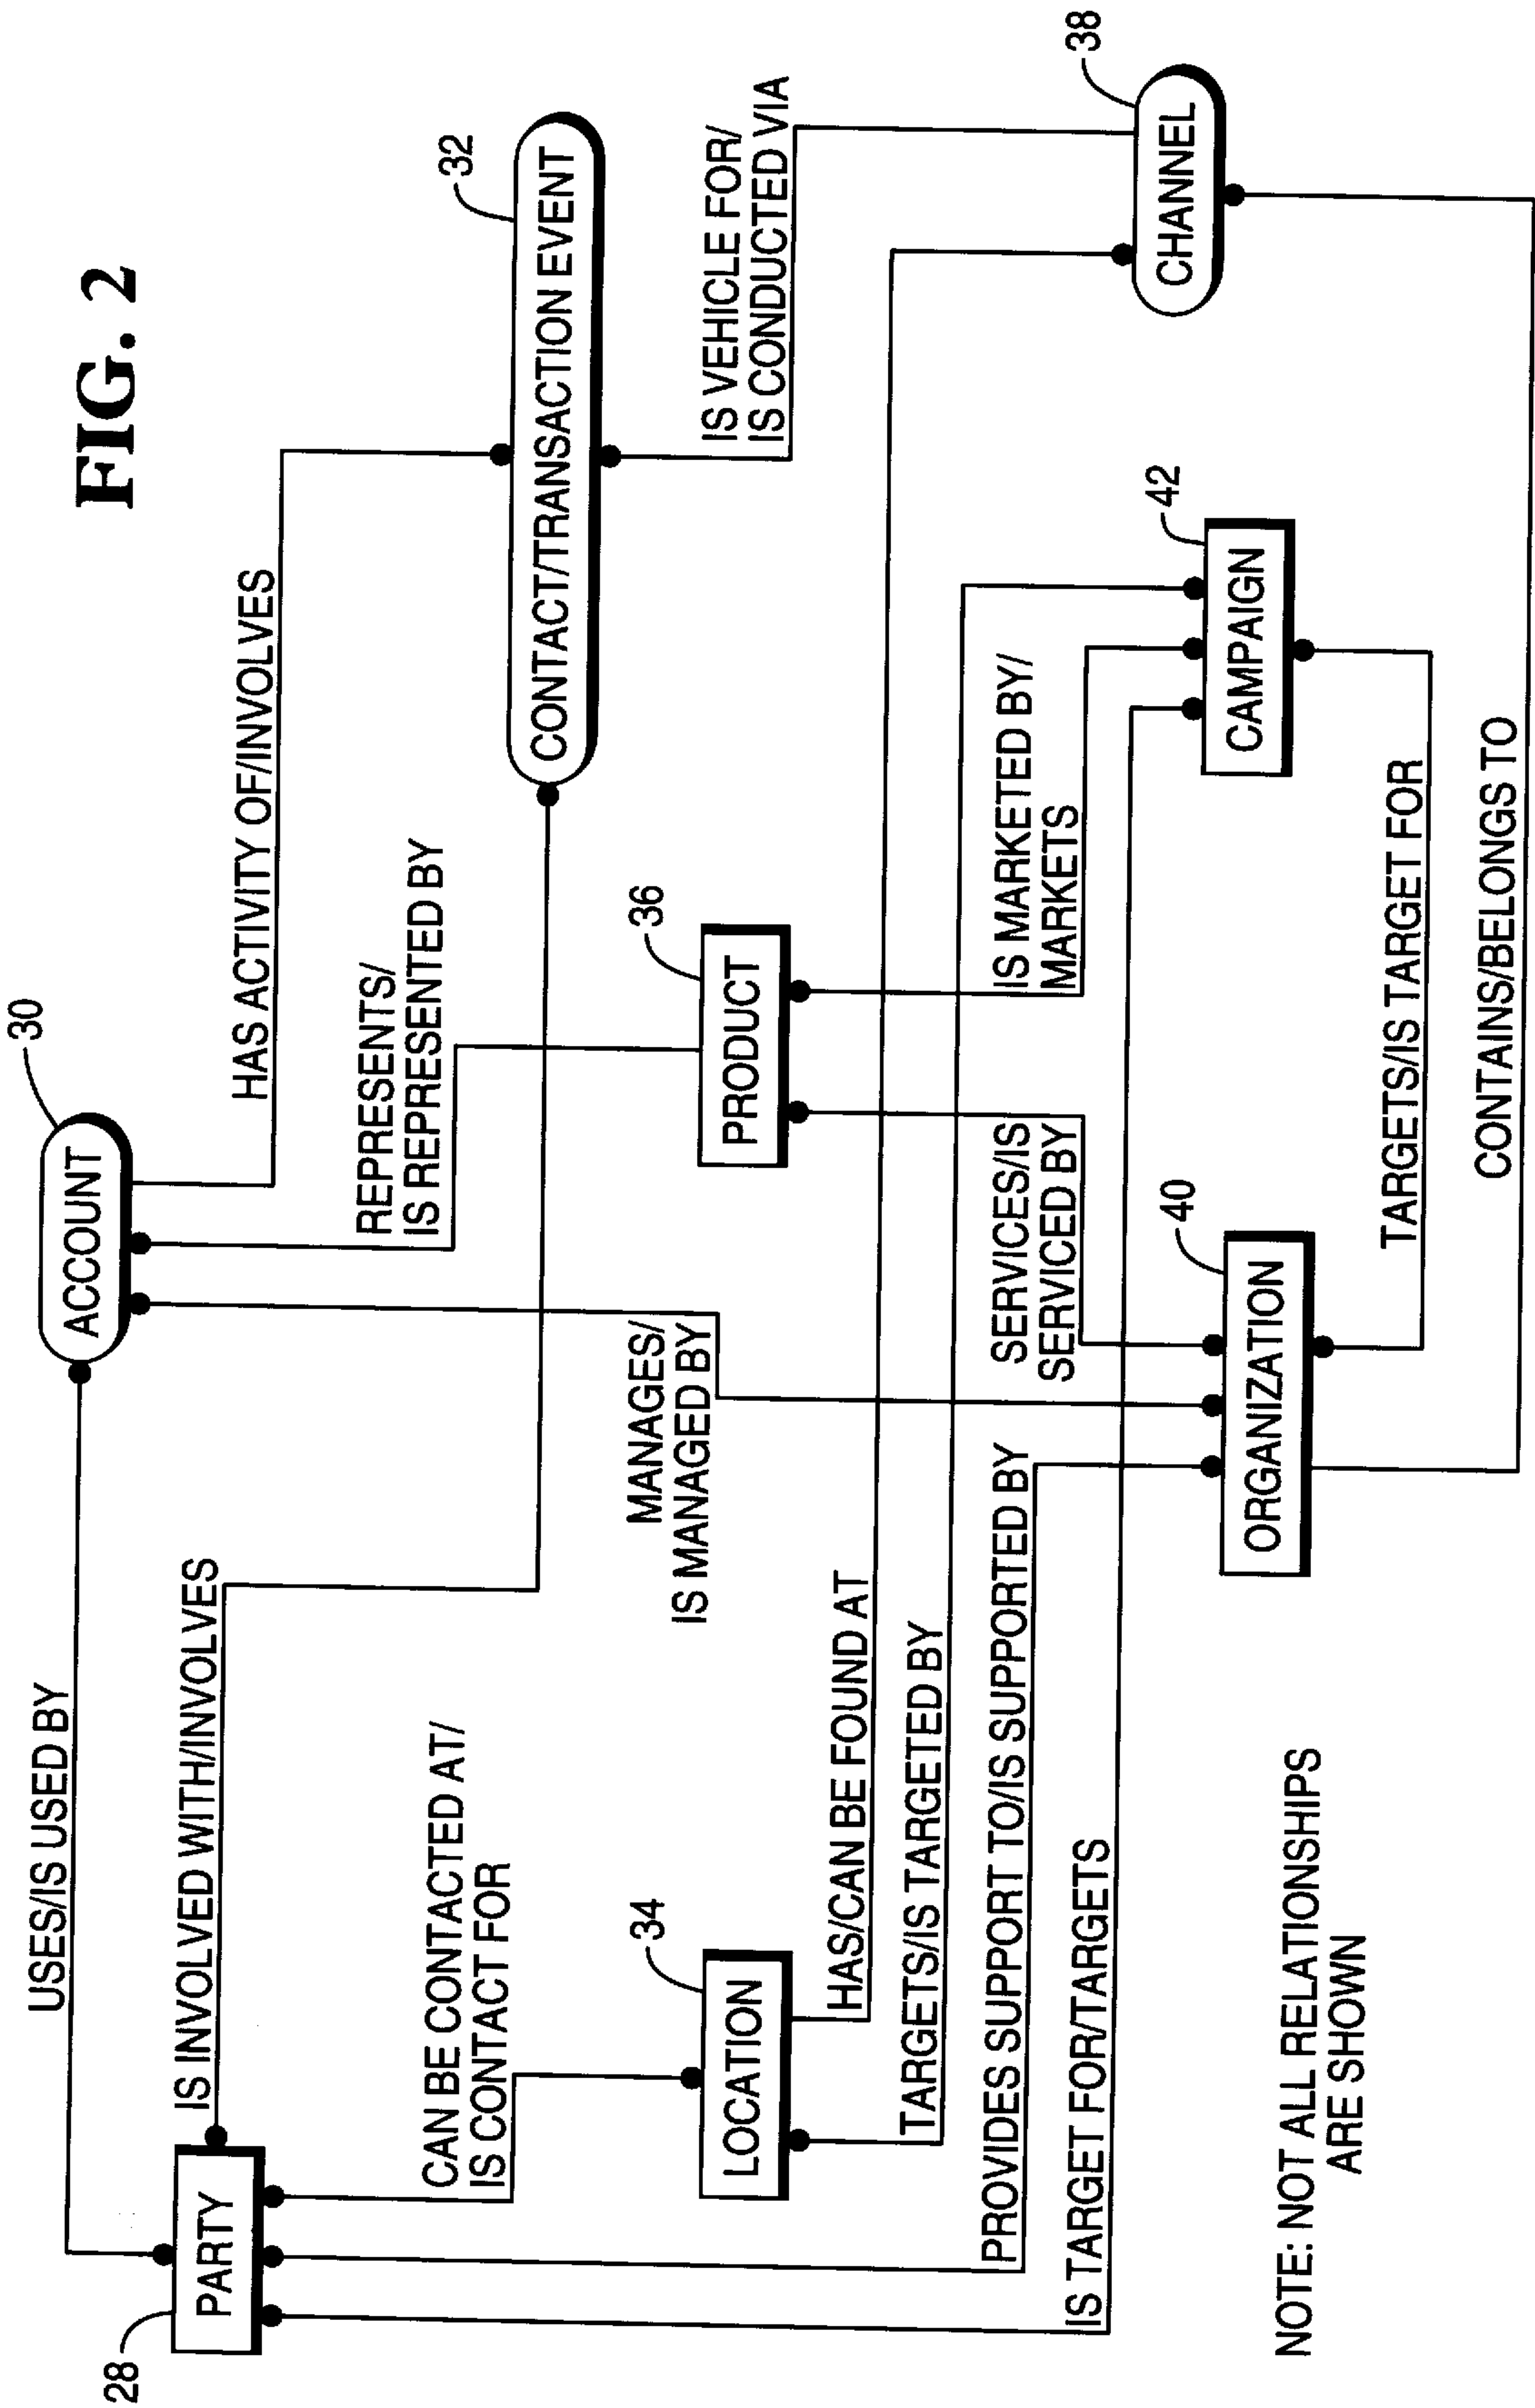 FIG. 2
30
ACCOUNT
USES/IS USED BY
HAS ACTIVITY OF/INVOLVES
28
PARTY
IS INVOLVED WITH/INVOLVES
REPRESENTS/
IS REPRESENTED BY
32
CONTACT/TRANSACTION EVENT
CAN BE CONTACTED AT/
IS CONTACT FOR
34
LOCATION
MANAGES/
IS MANAGED BY
36
PRODUCT
IS VEHICLE FOR/
IS CONDUCTED VIA
HAS/CAN BE FOUND AT
TARGETS/IS TARGETED BY
PROVIDES SUPPORT TO/IS SUPPORTED BY
SERVICES/IS
SERVICED BY
IS MARKETED BY/
MARKETS
IS TARGET FOR/TARGETS
38
CHANNEL
40
ORGANIZATION
42
CAMPAIGN
TARGETS/IS TARGET FOR
CONTAINS/BELONGS TO
NOTE: NOT ALL RELATIONSHIPS
ARE SHOWN